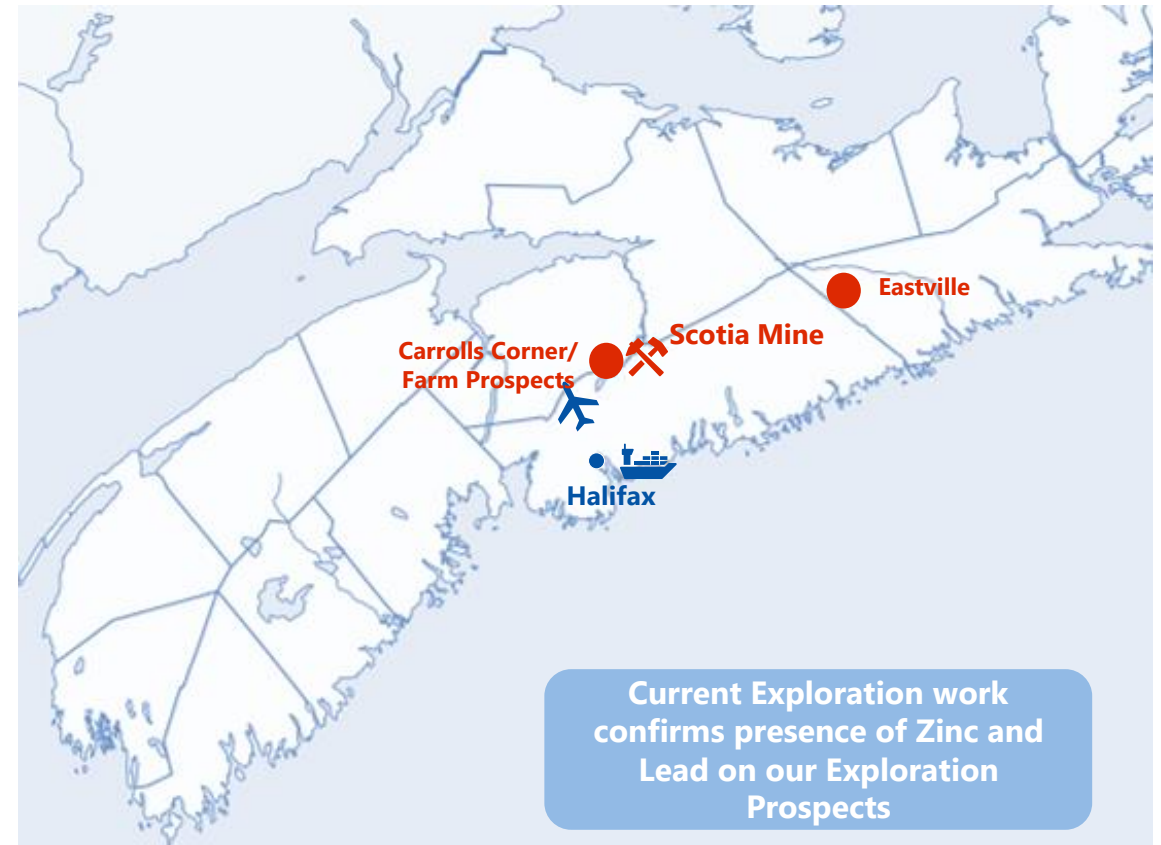 Eastville
Scotia Mine
Carrolls Corner/
Farm Prospects
Halifax
Current Exploration work
confirms presence of Zinc and
Lead on our Exploration
Prospects